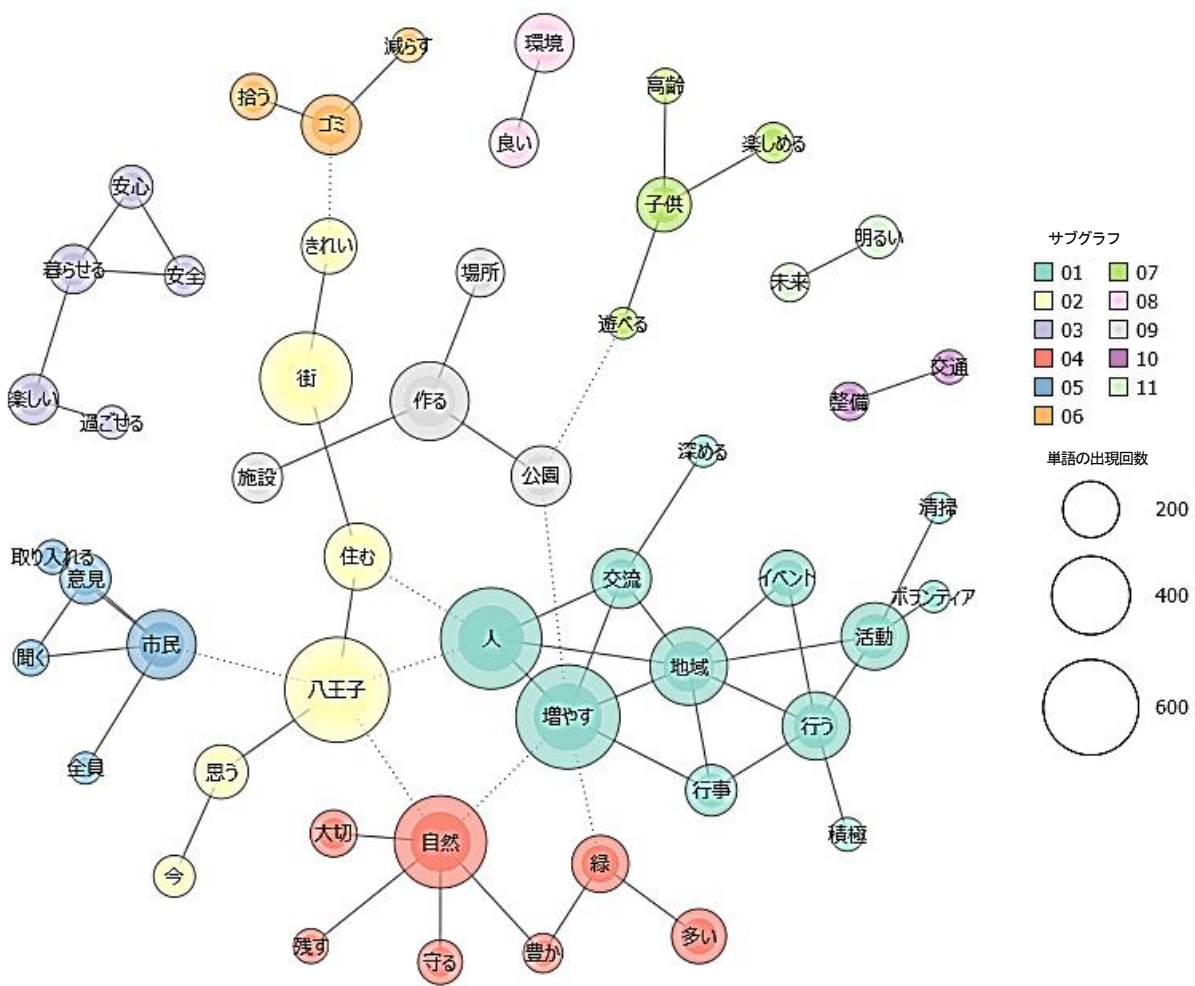 減らす
環境
拾う
ゴミ
高齢
良い
楽しめる
安心
子供
きれい
明るい
暮らせる
安全
場所
未来
サブグラフ
01
07
02
08
03
09
04
10
05
11
06
遊べる
街
作る
交通
整備
楽しい
過ごせる
深める
単語の出現回数
施設
公園
200
清掃
取り入れる
住む
意見
交流
イベント
ボランティア
400
聞く
市民
人
活動
地域
八王子
増やす
600
行う
全員
思う
行事
大切
自然
積極
今
緑
残す
守る
豊か
多い